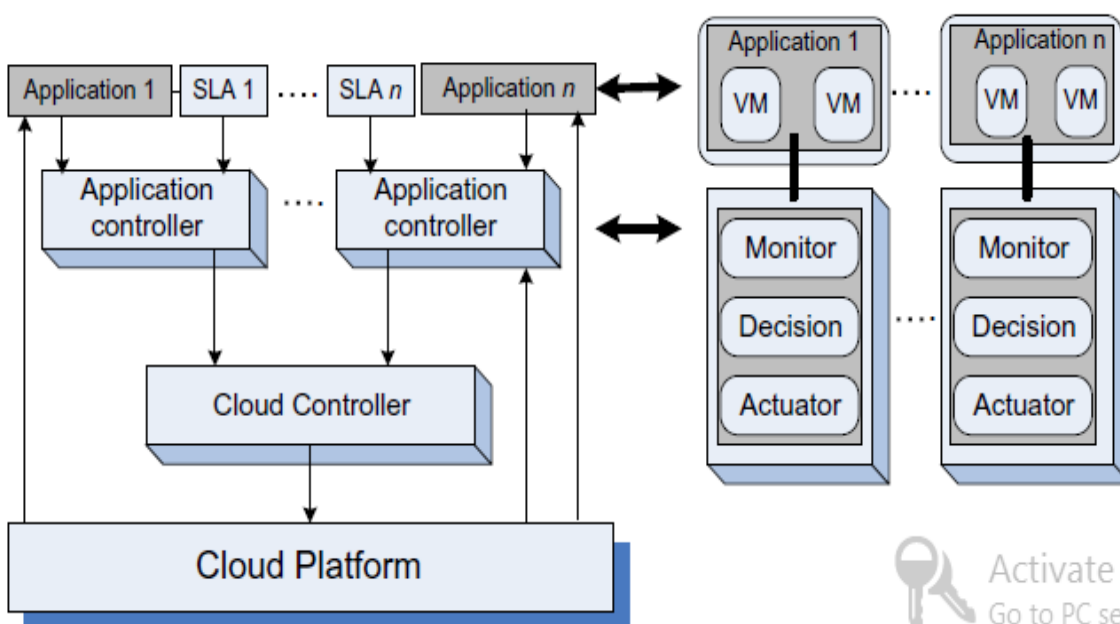 Application 1
SLA 1
....
SLA n
Application n
Application
controller
....
Application
controller
Cloud Controller
Cloud Platform
Application 1
VM
VM
....
Application n
VM
VM
Monitor
Decision
Actuator
....
Monitor
Decision
Actuator
Activate
Go to PC se